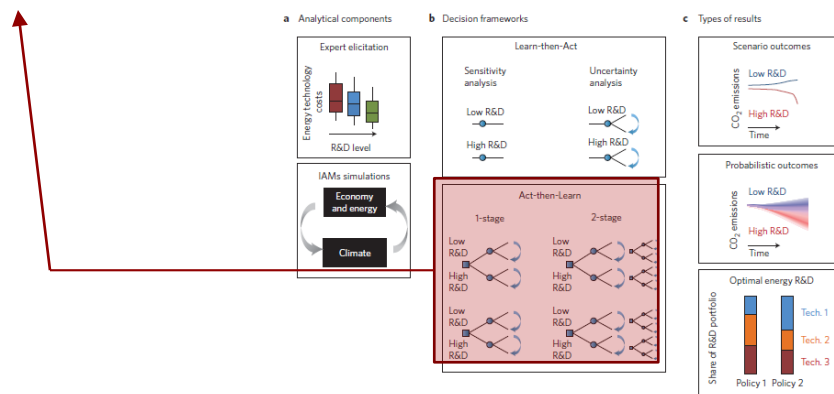 a Analytical components
Expert elicitation
Energy technology
costs
R&D level
IAMs simulations
Economy
and energy
Climate
b Decision frameworks
Learn-then-Act
Sensitivity
analysis
Uncertainty
analysis
Low R&D
High R&D
Low R&D
High R&D
Act-then-Learn
1-stage
2-stage
Low
R&D
High
R&D
Low
R&D
High
R&D
Low
R&D
High
R&D
Low
R&D
High
R&D
c Types of results
Scenario outcomes
CO2 emissions
Low R&D
High R&D
Time
Probabilistic outcomes
CO2 emissions
Low R&D
High R&D
Time
Optimal energy R&D
Share of R&D portfolio
Tech. 1
Tech. 2
Tech. 3
Policy 1 Policy 2